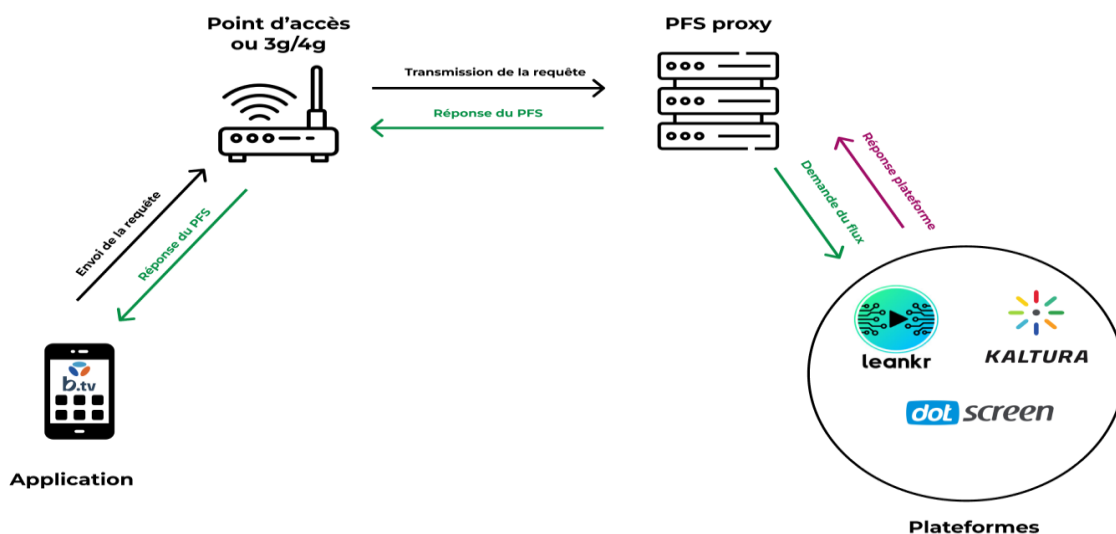 Point d'accès
ou 3g/4g
PFS proxy
Transmission de la requête
Réponse du PFS
Envoi de la requête
Réponse du PFS
Demande du flux
Réponse plateforme
b.tv
Application
leankr
KALTURA
dot screen
Plateformes